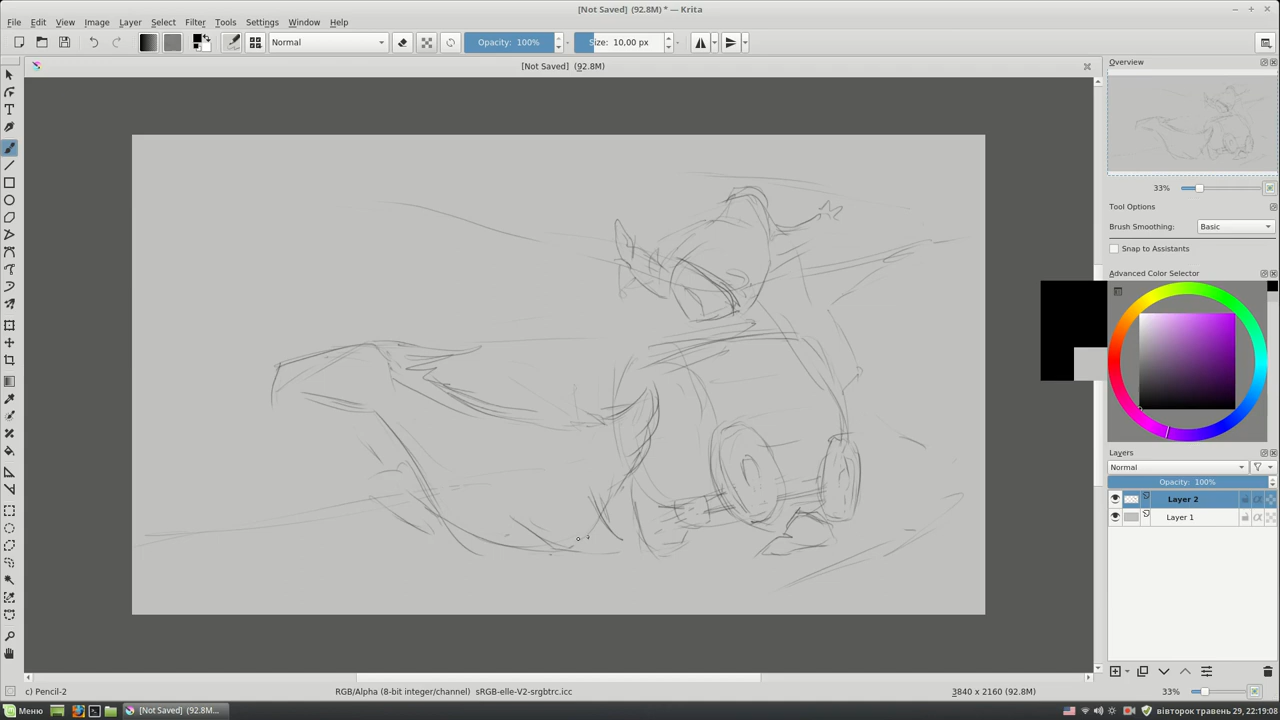 [Not Saved] (92.8M) * — Krita
File Edit View Image Layer Select Filter Tools Settings Window Help
Normal Opacity: 100% Size: 10.00 px
[Not Saved] (92.8M)
Overview
33%
Tool Options
Brush Smoothing: Basic
Snap to Assistants
Advanced Color Selector
Layers
Normal
Opacity: 100%
Layer 2
Layer 1
c) Pencil-2 RGB/Alpha (8-bit integer/channel) sRGB-elle-V2-srgbtrc.icc 3840 x 2160 (92.8M) 33%
Меню [Not Saved] (92.8M... вівторок травень 29, 22:19:08